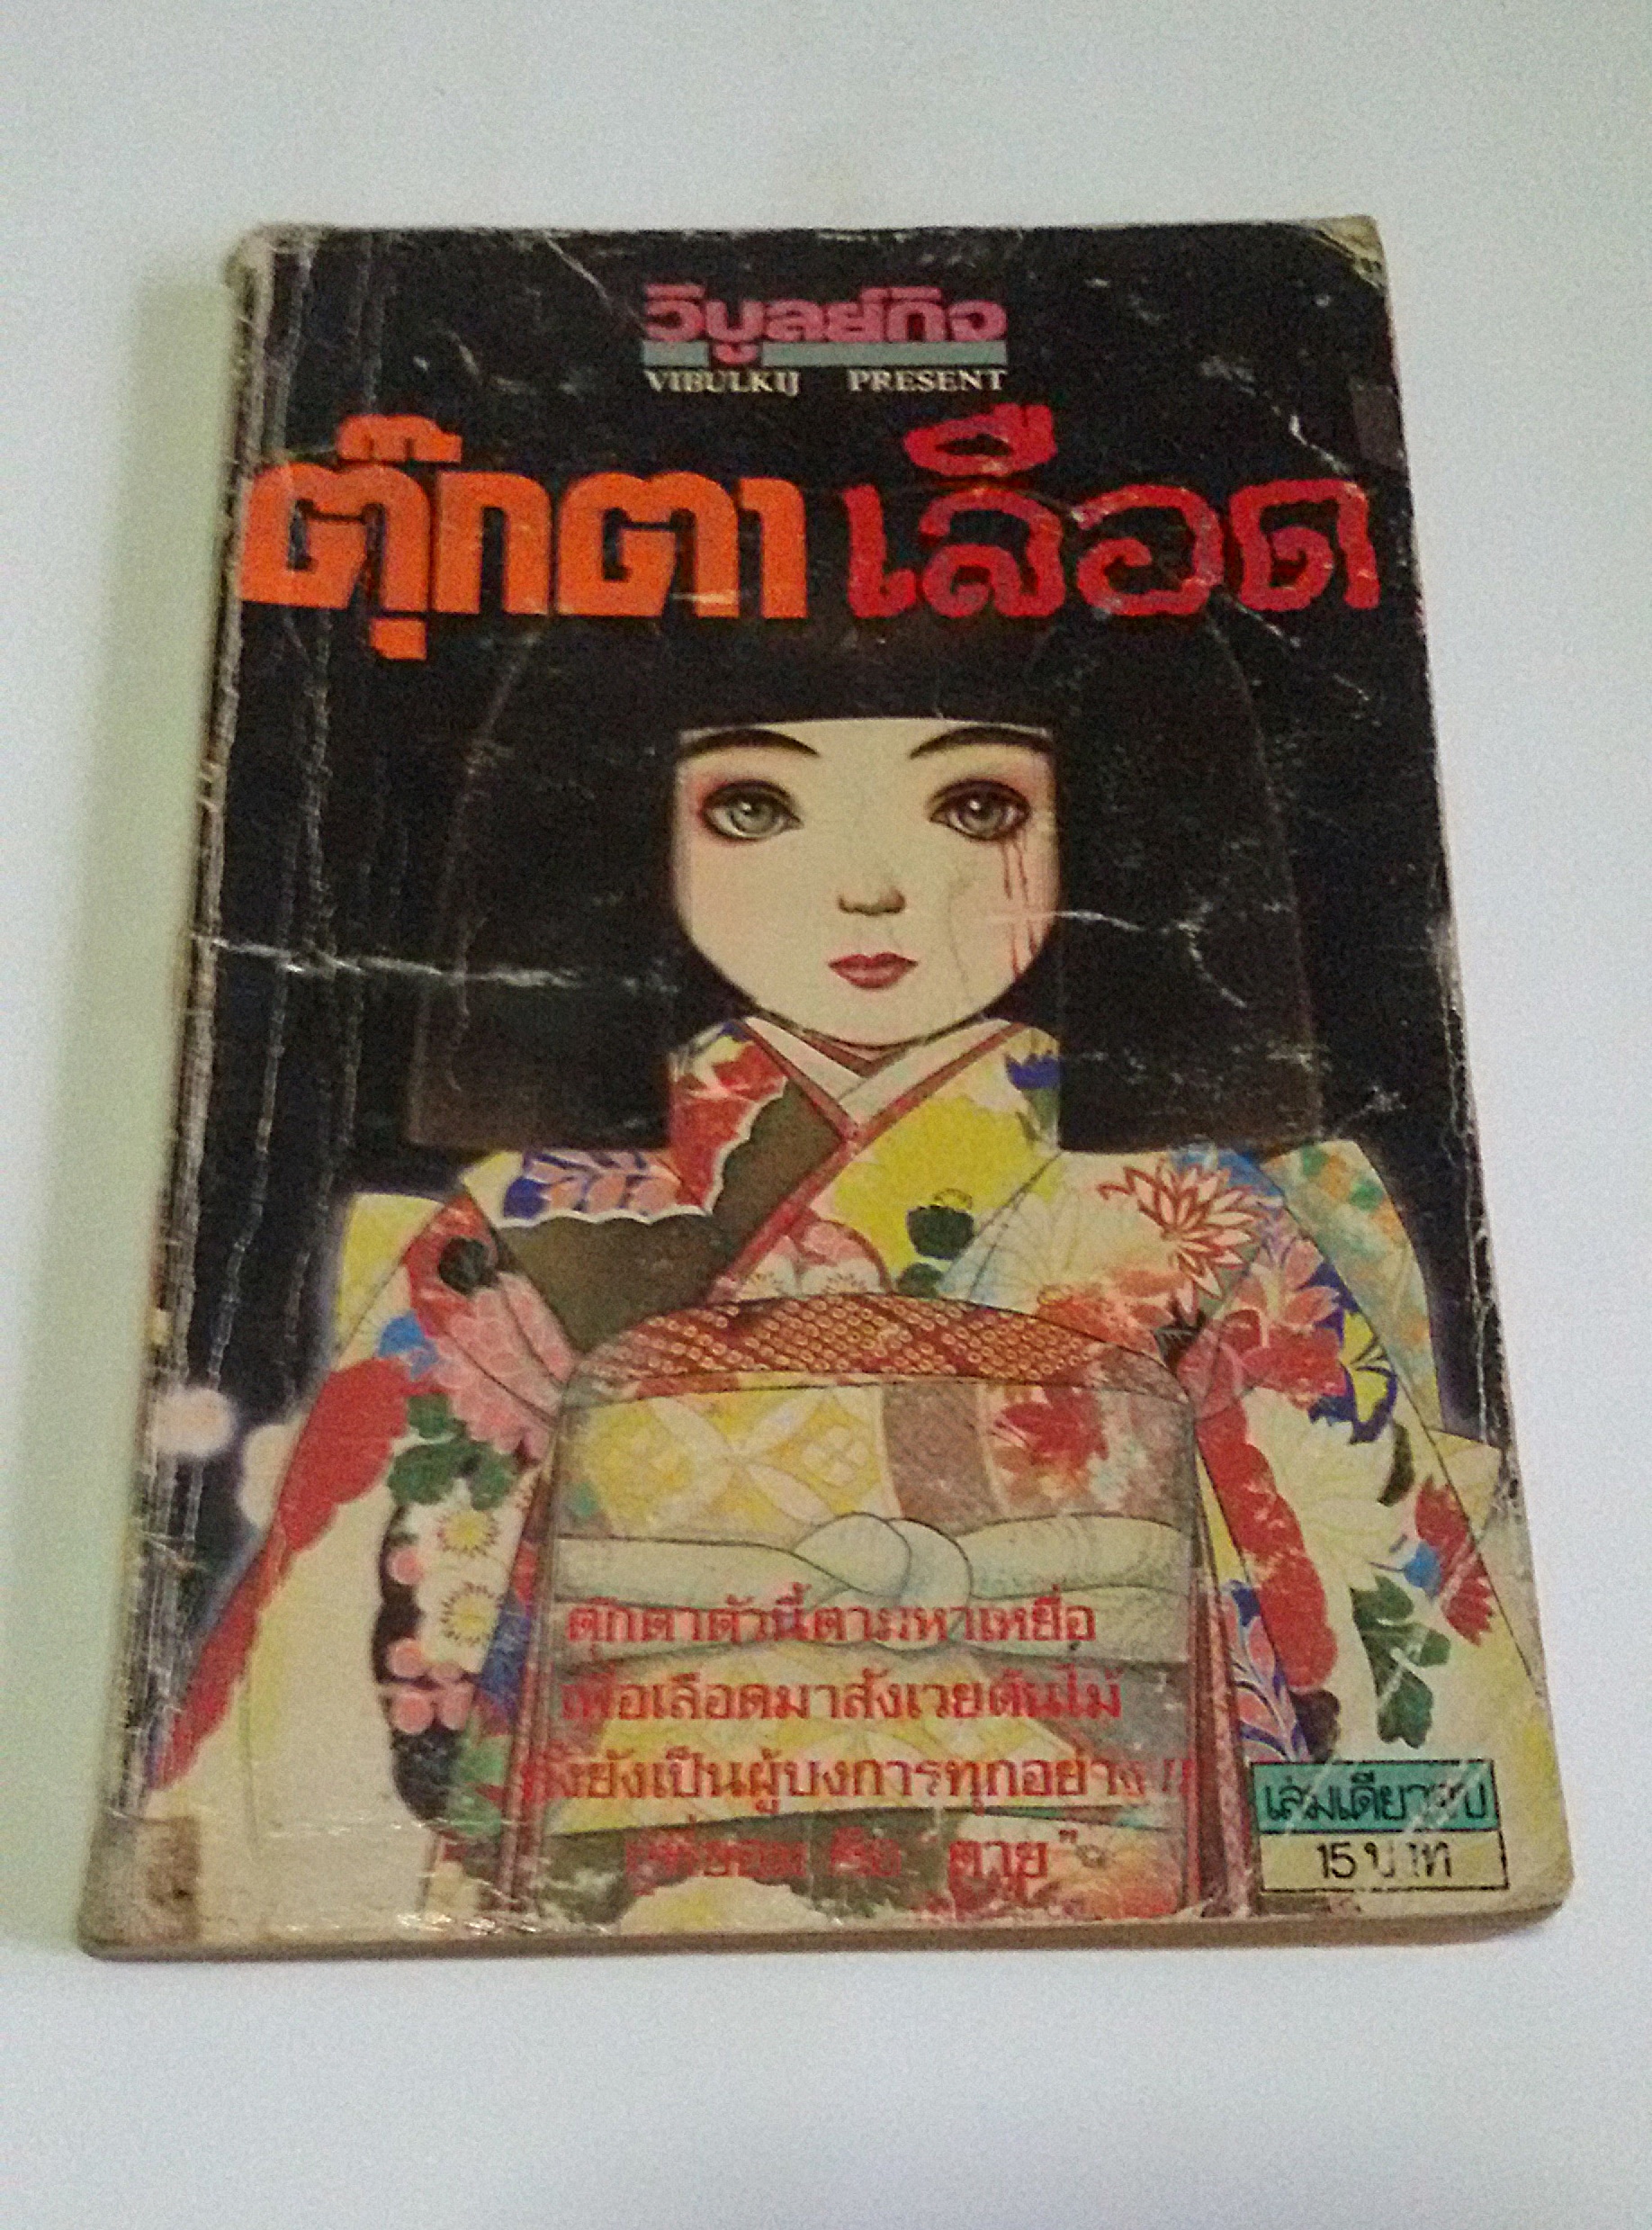 วิบูลย์กิจ
VIBULKIJ PRESENT
ตุ๊กตา เลือด
ตุ๊กตาตัวนี้ตามหาเหยื่อ
เพื่อเลือดมาสังเวยต้นไม้
ยังเป็นผู้บงการทุกอย่าง !!
ตาย"
เล่มเดียวจบ
15 บาท